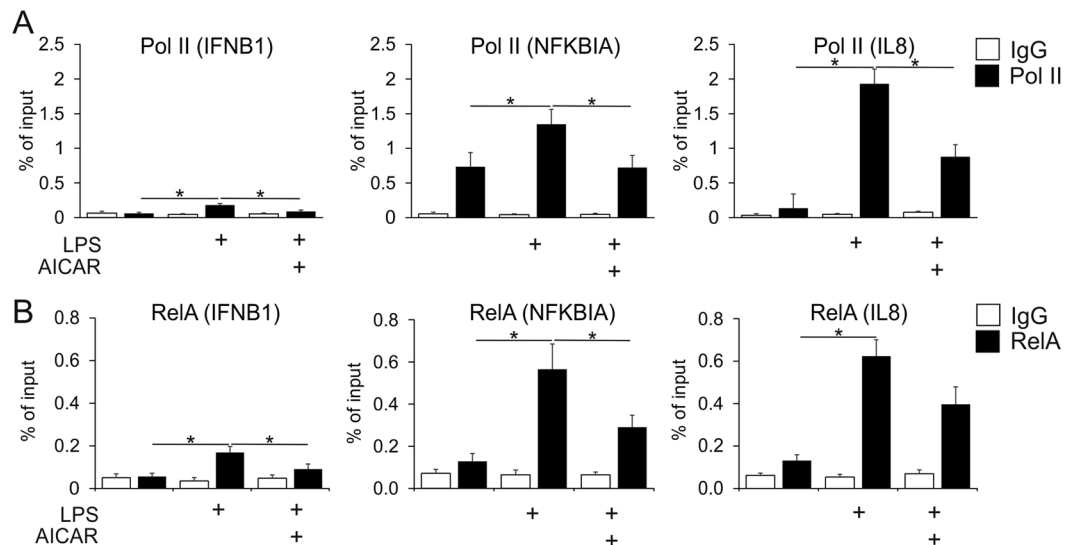 A
Pol II (IFNB1)
Pol II (NFKBIA)
Pol II (IL8)
IgG
Pol II
% of input
2.5
2
1.5
1
0.5
0
* *
% of input
2.5
2
1.5
1
0.5
0
* *
% of input
2.5
2
1.5
1
0.5
0
* *
LPS + + + + + +
AICAR + + +
B
RelA (IFNB1)
RelA (NFKBIA)
RelA (IL8)
IgG
RelA
% of input
0.8
0.6
0.4
0.2
0.0
* *
% of input
0.8
0.6
0.4
0.2
0.0
* *
% of input
0.8
0.6
0.4
0.2
0.0
*
LPS + + + + + +
AICAR + + +